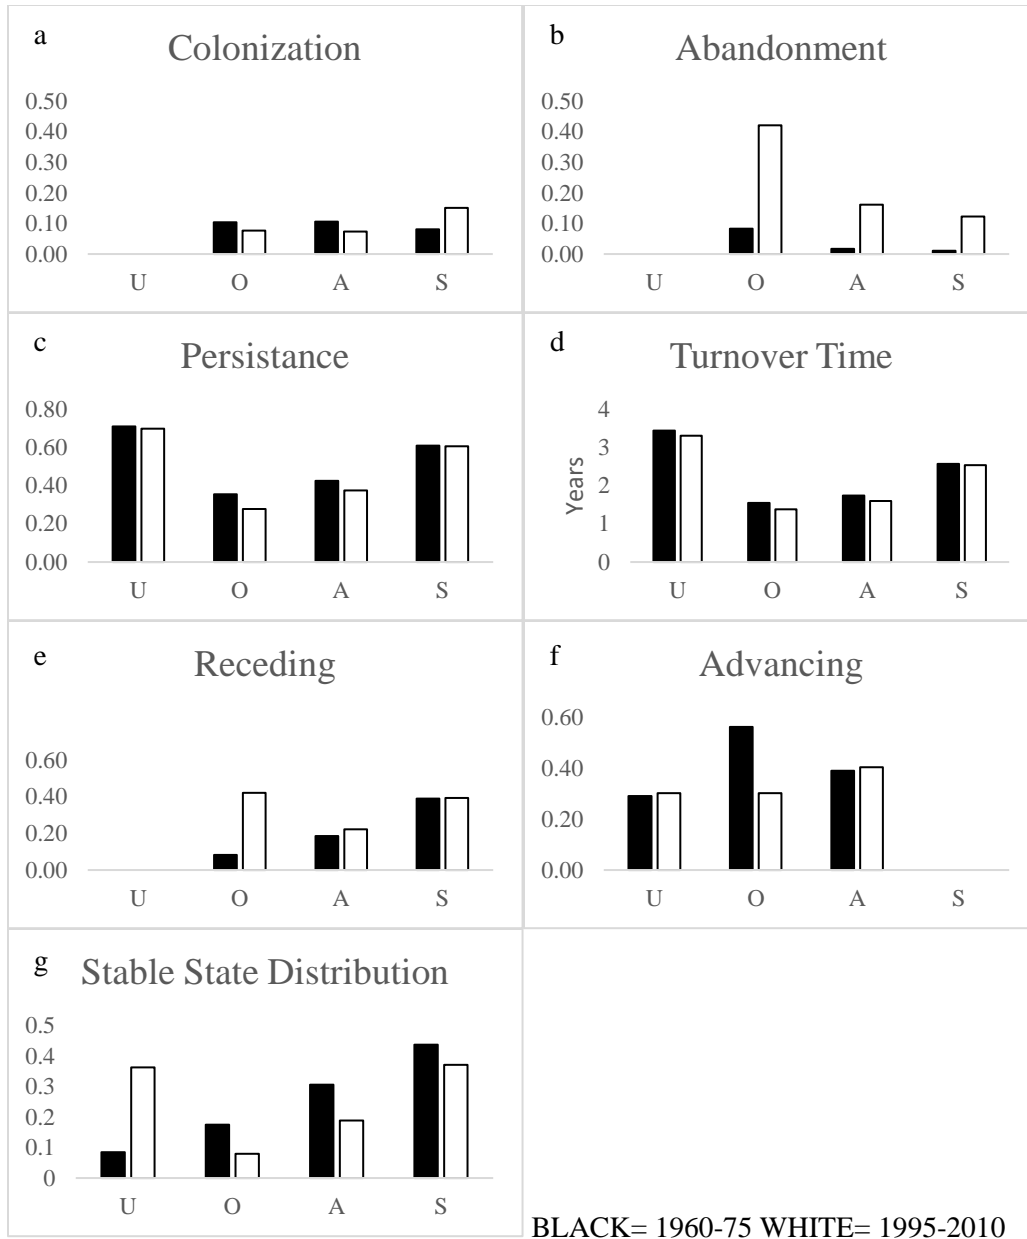 a
Colonization
0.50
0.40
0.30
0.20
0.10
0.00
U O A S
b
Abandonment
0.50
0.40
0.30
0.20
0.10
0.00
U O A S
c
Persistance
0.80
0.60
0.40
0.20
0.00
U O A S
d
Turnover Time
Years
4
3
2
1
0
U O A S
e
Receding
0.60
0.40
0.20
0.00
U O A S
f
Advancing
0.60
0.40
0.20
0.00
U O A S
g
Stable State Distribution
0.5
0.4
0.3
0.2
0.1
0
U O A S
BLACK= 1960-75 WHITE= 1995-2010